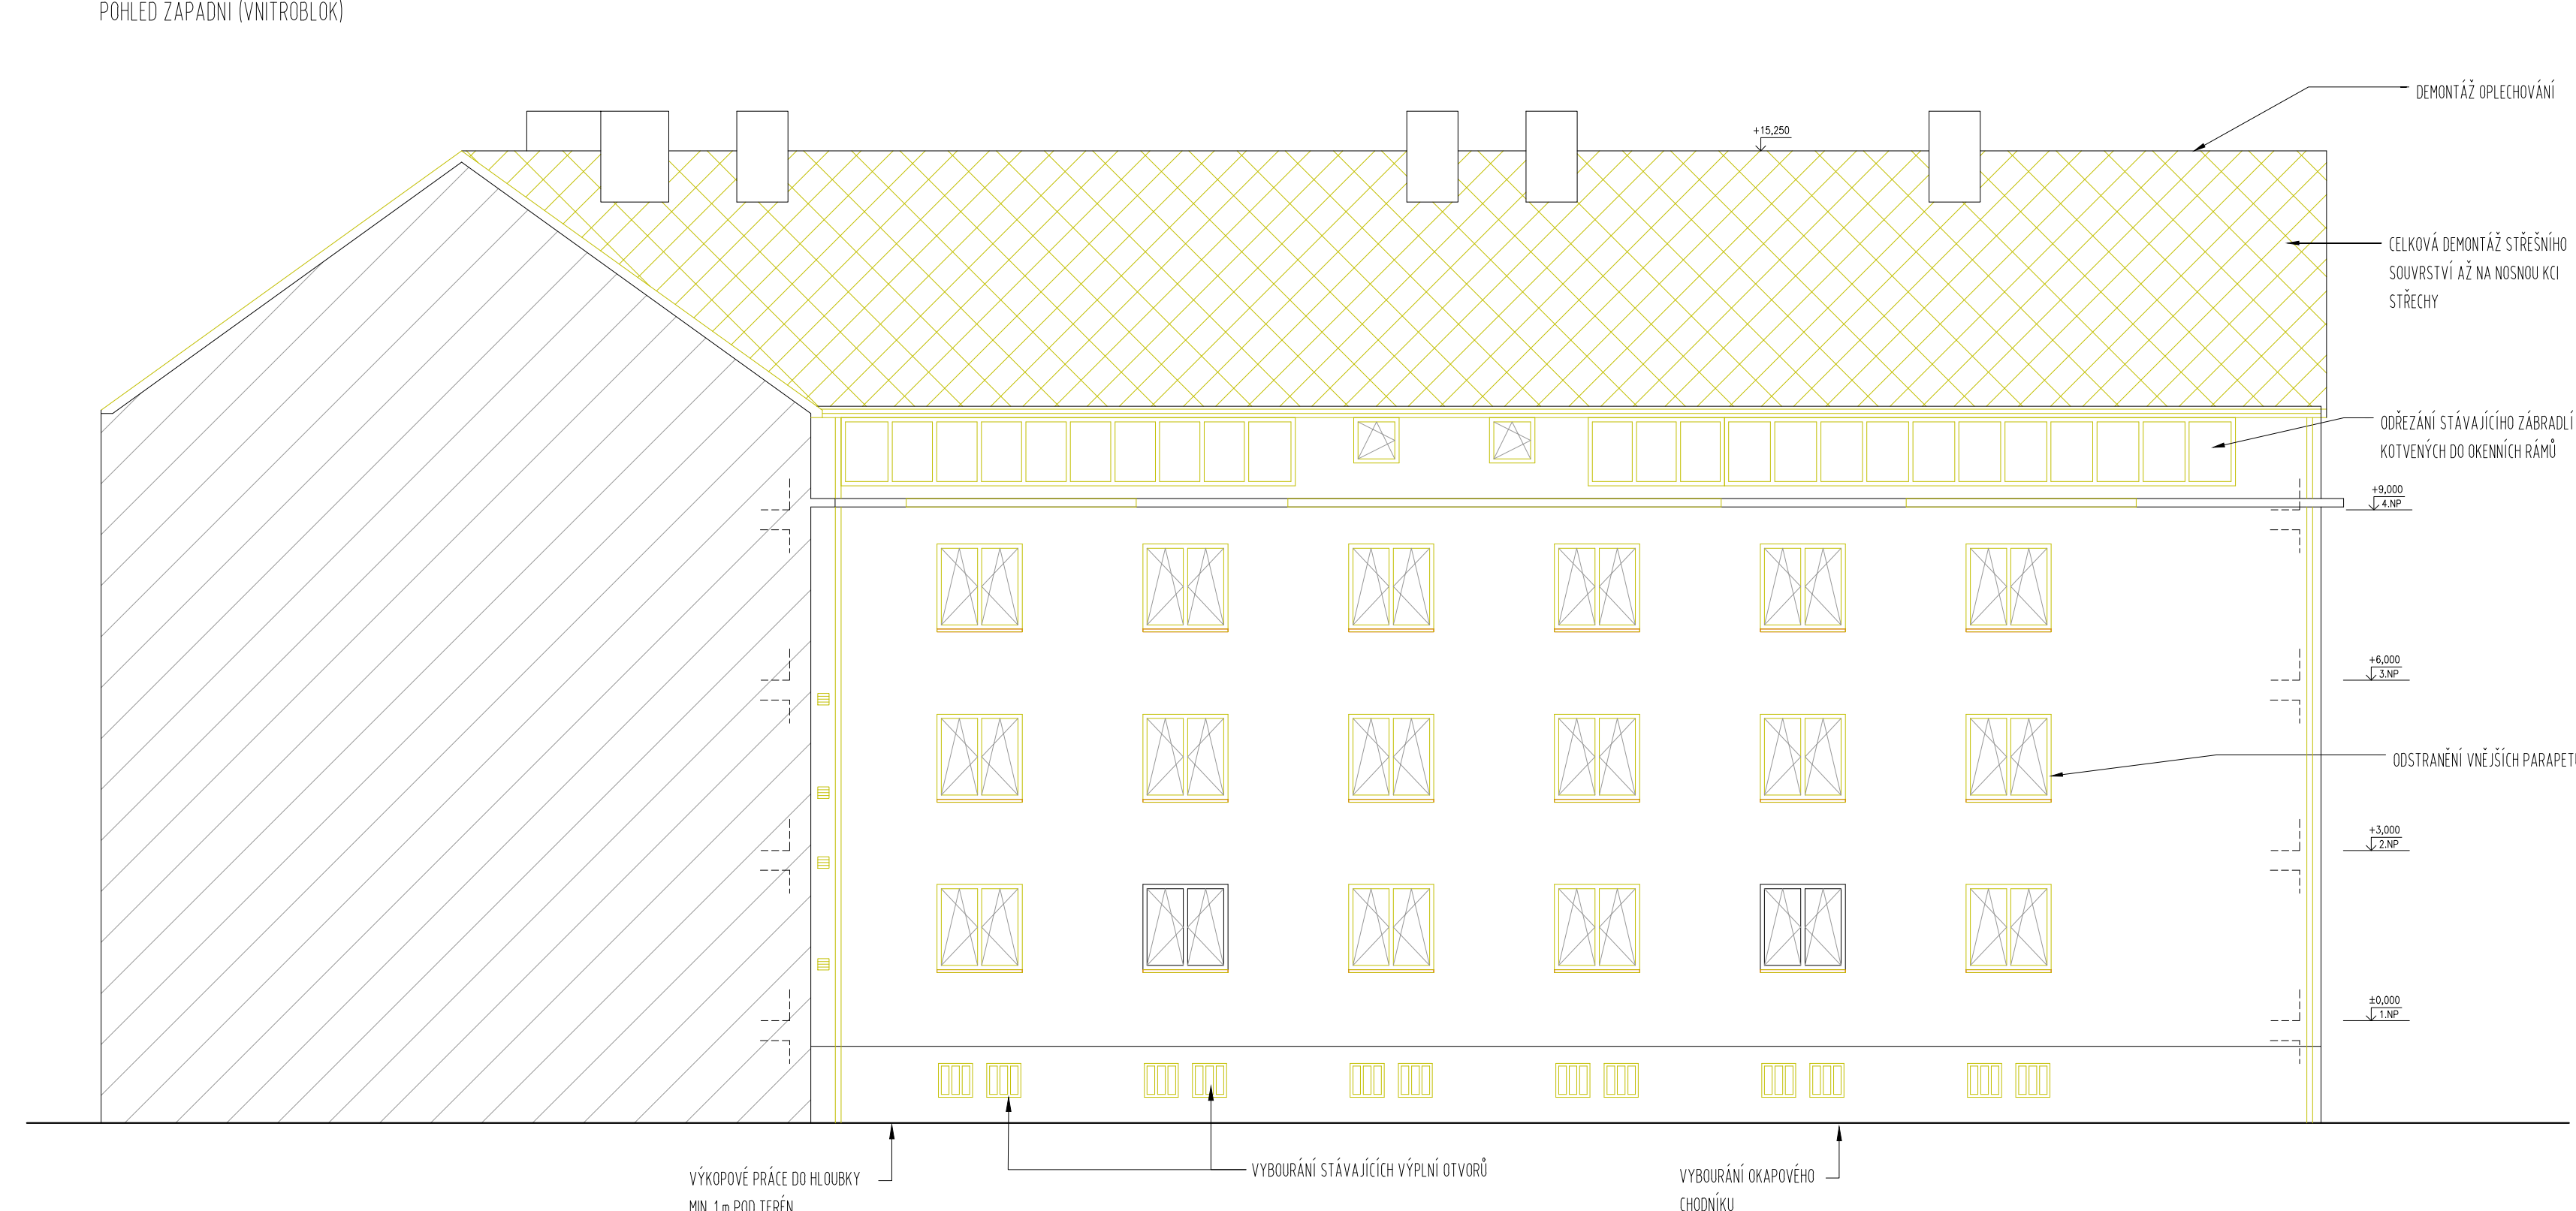 POHLED ZÁPADNÍ (VNITROBLOK)
DEMONTÁŽ OPLECHOVÁNÍ
+15,250
CELKOVÁ DEMONTÁŽ STŘEŠNÍHO
SOUVRSTVÍ AŽ NA NOSNOU KCI
STŘECHY
ODŘEZÁNÍ STÁVAJÍCÍHO ZÁBRADLÍ
KOTVENÝCH DO OKENNÍCH RÁMŮ
+9,000
4.NP
+6,000
3.NP
ODSTRANĚNÍ VNĚJŠÍCH PARAPETŮ
+3,000
2.NP
±0,000
1.NP
VÝKOPOVÉ PRÁCE DO HLOUBKY
MIN. 1m POD TERÉN
VYBOURÁNÍ STÁVAJÍCÍCH VÝPLNÍ OTVORŮ
VYBOURÁNÍ OKAPOVÉHO
CHODNÍKU